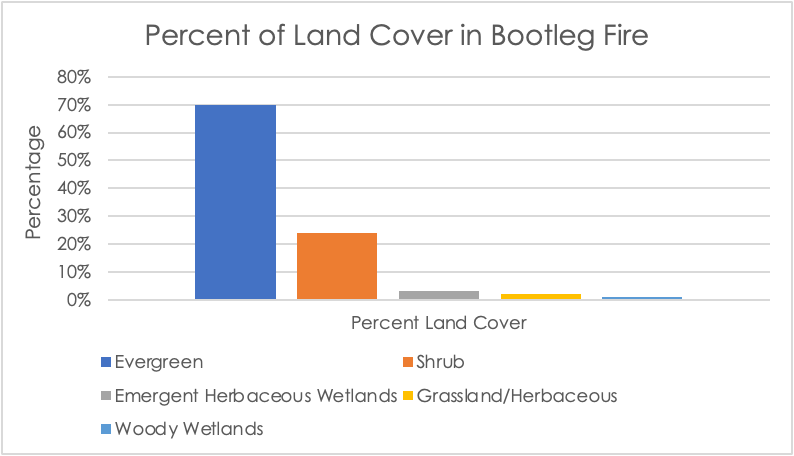 Percent of Land Cover in Bootleg Fire
80%
70%
60%
50%
40%
30%
20%
10%
0%
Percentage
Percent Land Cover
Evergreen
Shrub
Emergent Herbaceous Wetlands
Grassland/Herbaceous
Woody Wetlands